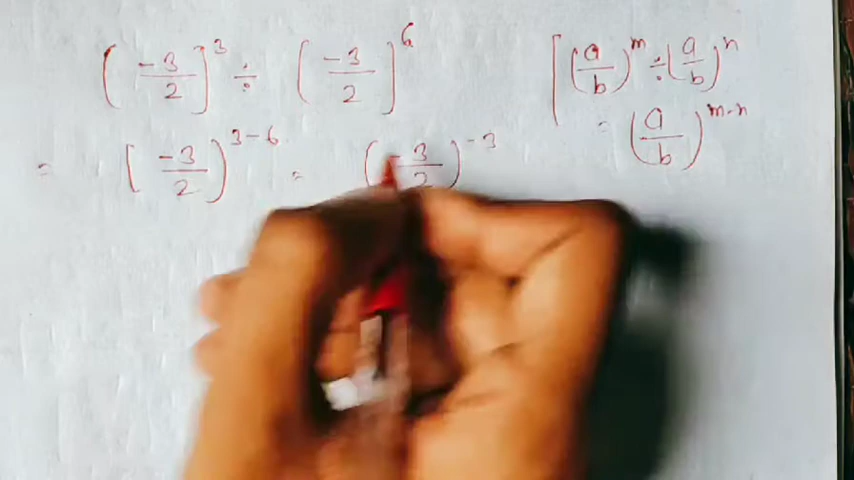 (-3/2)³ ÷ (-3/2)⁶ [(a/b)ᵐ ÷ (a/b)ⁿ
= (-3/2)³⁻⁶ = (-3/2)⁻³ = (a/b)ᵐ⁻ⁿ